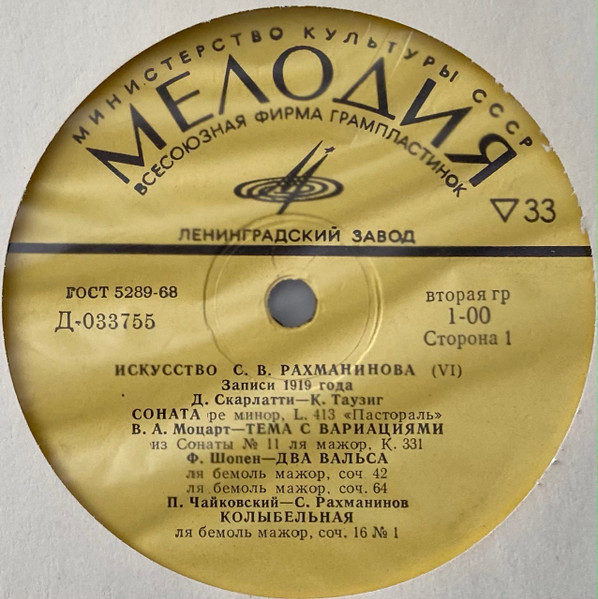 МИНИСТЕРСТВО КУЛЬТУРЫ СССР
МЕЛОДИЯ
ВСЕСОЮЗНАЯ ФИРМА ГРАМПЛАСТИНОК
▽33
ЛЕНИНГРАДСКИЙ ЗАВОД
ГОСТ 5289-68
Д-033755
вторая гр
1-00
Сторона 1
ИСКУССТВО С. В. РАХМАНИНОВА (VI)
Записи 1919 года
Д. Скарлатти—К. Таузиг
СОНАТА ре минор, L. 413 «Пастораль»
В. А. Моцарт—ТЕМА С ВАРИАЦИЯМИ
из Сонаты № 11 ля мажор, К. 331
Ф. Шопен—ДВА ВАЛЬСА
ля бемоль мажор, соч. 42
ля бемоль мажор, соч. 64
П. Чайковский—С. Рахманинов
КОЛЫБЕЛЬНАЯ
ля бемоль мажор, соч. 16 № 1